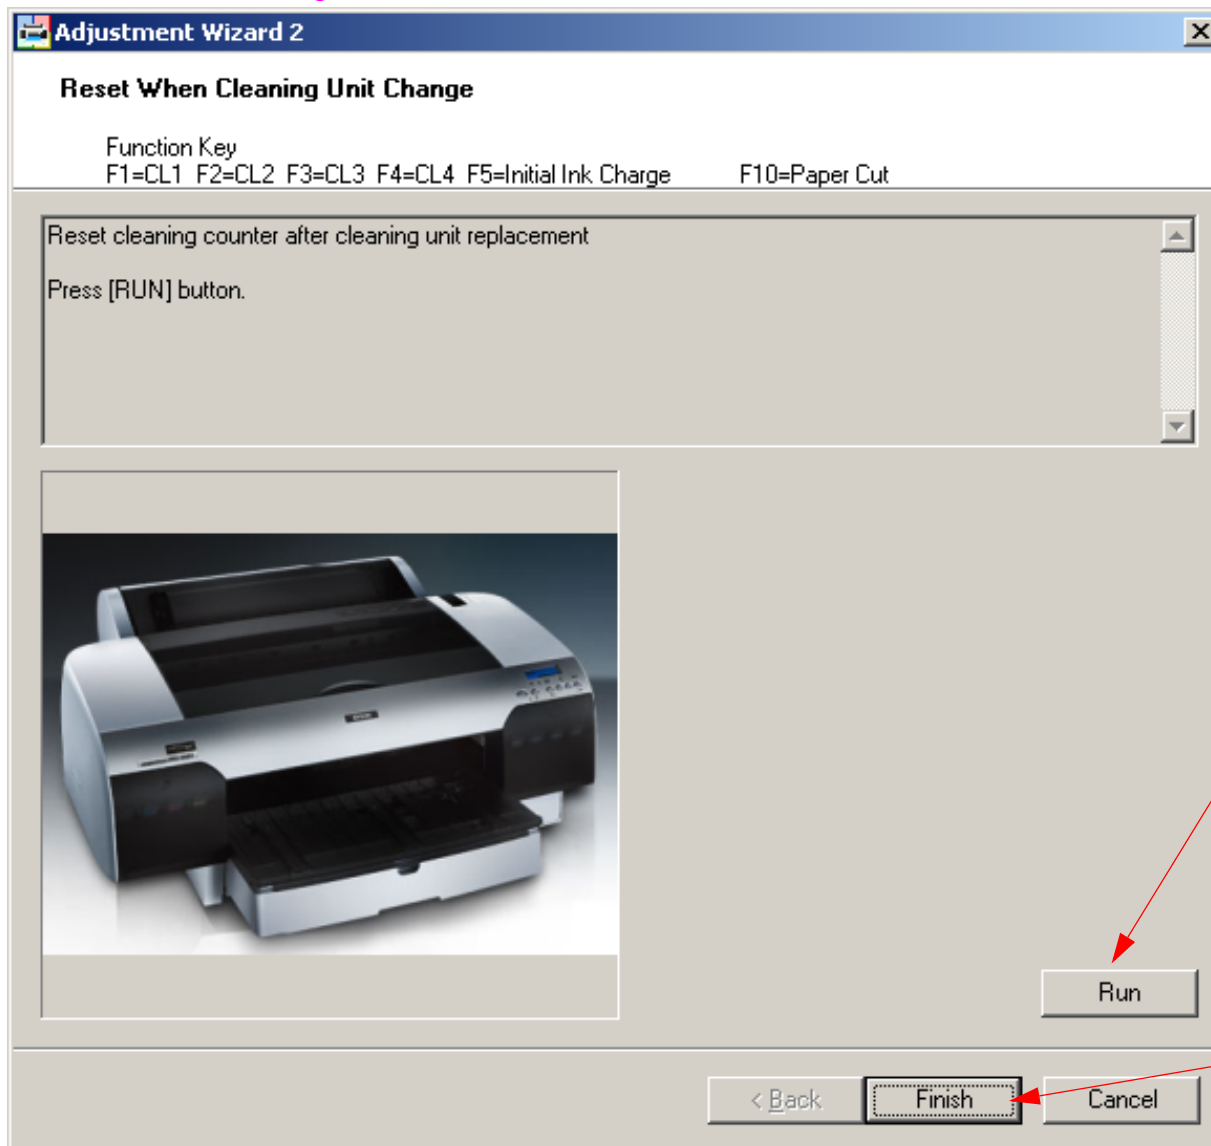 Adjustment Wizard 2
Reset When Cleaning Unit Change
Function Key
F1=CL1 F2=CL2 F3=CL3 F4=CL4 F5=Initial Ink Charge F10=Paper Cut
Reset cleaning counter after cleaning unit replacement
Press [RUN] button.
EPSON
Run
< Back Finish Cancel